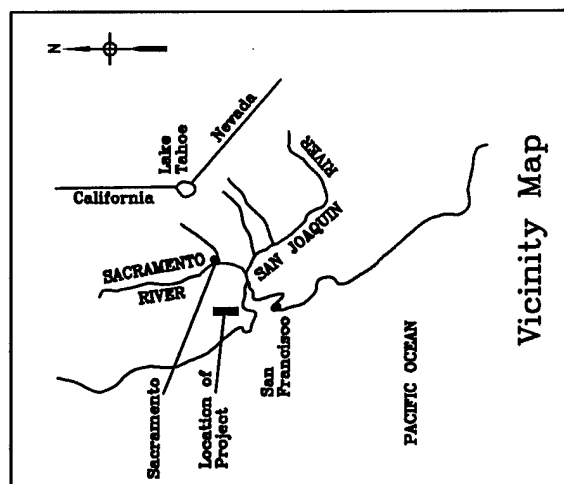 N
California
Lake
Tahoe
Nevada
SACRAMENTO
RIVER
SAN JOAQUIN
RIVER
Sacramento
Location of
Project
San
Francisco
PACIFIC OCEAN
Vicinity Map